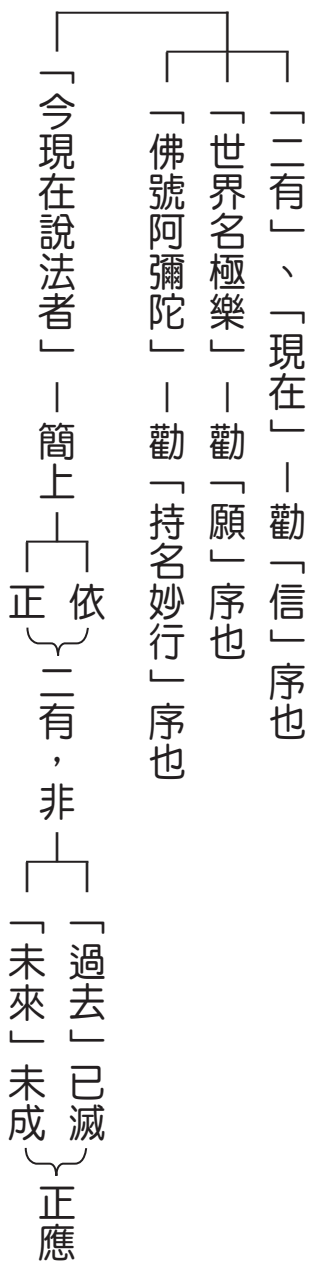 「二有」、「現在」—勸「信」序也
「世界名極樂」—勸「願」序也
「佛號阿彌陀」—勸「持名妙行」序也
「今現在說法者」—簡上
依
正
二有，非
「過去」已滅
「未來」未成
正應